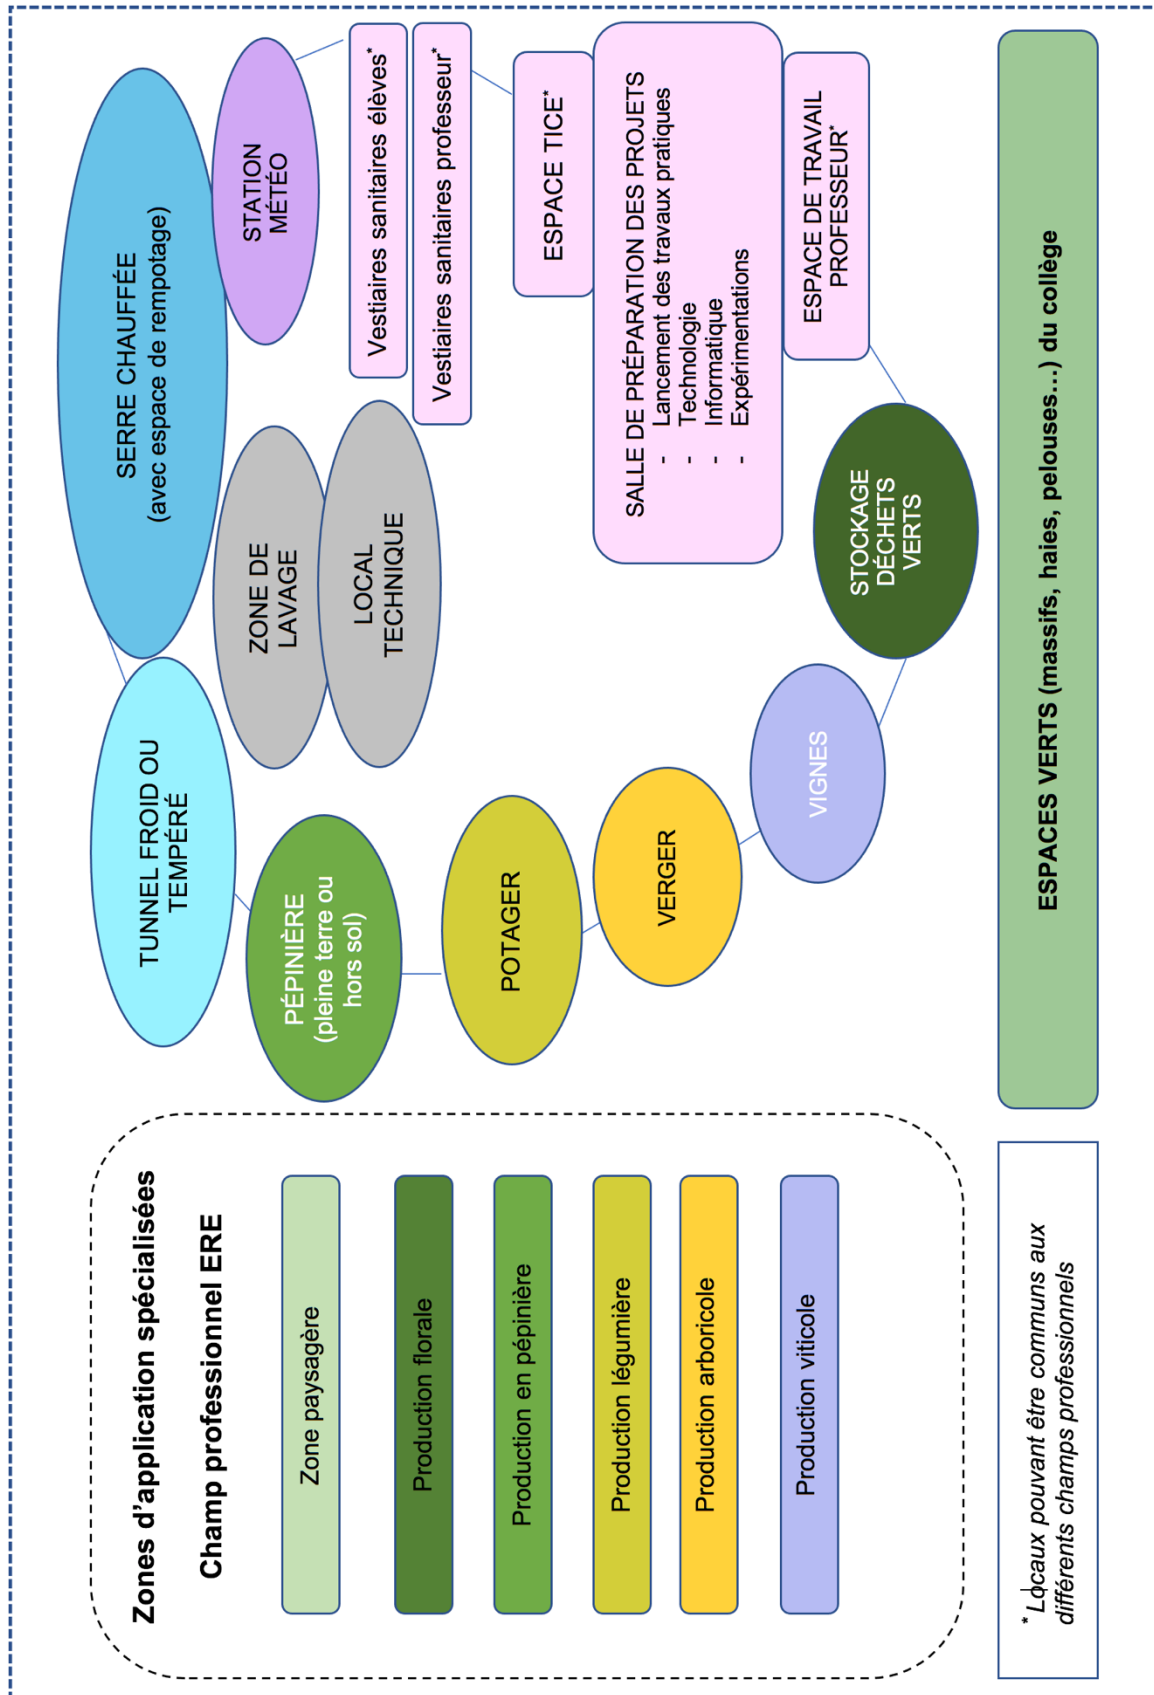 Zones d'application spécialisées
Champ professionnel ERE
Zone paysagère
Production florale
Production en pépinière
Production légumière
Production arboricole
Production viticole
* Locaux pouvant être communs aux
différents champs professionnels
SERRE CHAUFFÉE
(avec espace de rempotage)
TUNNEL FROID OU
TEMPÉRÉ
STATION
MÉTÉO
ZONE DE
LAVAGE
LOCAL
TECHNIQUE
PÉPINIÈRE
(pleine terre ou
hors sol)
POTAGER
VERGER
VIGNES
STOCKAGE
DÉCHETS
VERTS
Vestiaires sanitaires élèves*
Vestiaires sanitaires professeur*
ESPACE TICE*
SALLE DE PRÉPARATION DES PROJETS
- Lancement des travaux pratiques
- Technologie
- Informatique
- Expérimentations
ESPACE DE TRAVAIL
PROFESSEUR*
ESPACES VERTS (massifs, haies, pelouses...) du collège